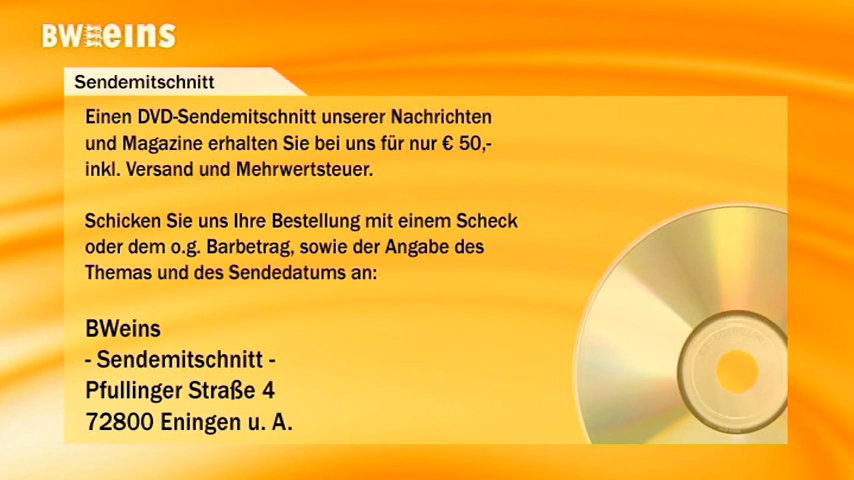 BWeins
Sendemitschnitt
Einen DVD-Sendemitschnitt unserer Nachrichten
und Magazine erhalten Sie bei uns für nur € 50,-
inkl. Versand und Mehrwertsteuer.
Schicken Sie uns Ihre Bestellung mit einem Scheck
oder dem o.g. Barbetrag, sowie der Angabe des
Themas und des Sendedatums an:
BWeins
- Sendemitschnitt -
Pfullinger Straße 4
72800 Eningen u. A.